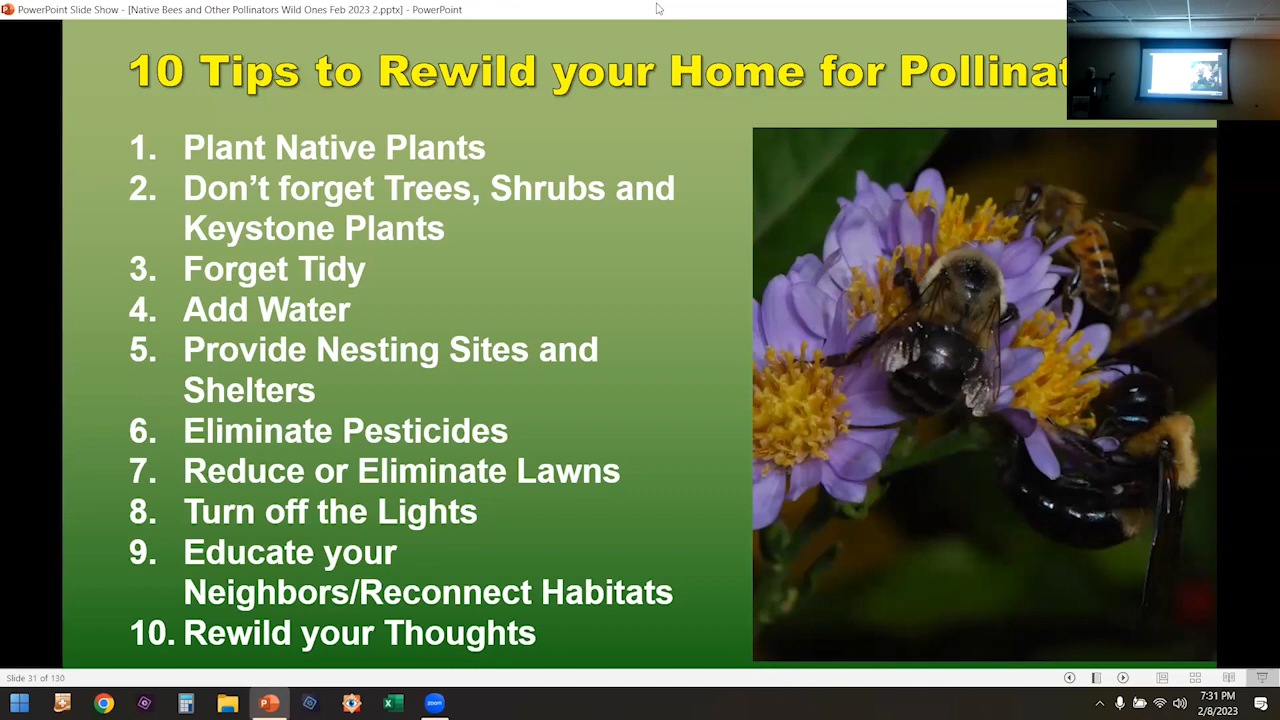 PowerPoint Slide Show - [Native Bees and Other Pollinators Wild Ones Feb 2023 2.pptx] - PowerPoint
10 Tips to Rewild your Home for Pollinat
1. Plant Native Plants
2. Don't forget Trees, Shrubs and
Keystone Plants
3. Forget Tidy
4. Add Water
5. Provide Nesting Sites and
Shelters
6. Eliminate Pesticides
7. Reduce or Eliminate Lawns
8. Turn off the Lights
9. Educate your
Neighbors/Reconnect Habitats
10. Rewild your Thoughts
Slide 31 of 130
zoom
7:31 PM
2/8/2023